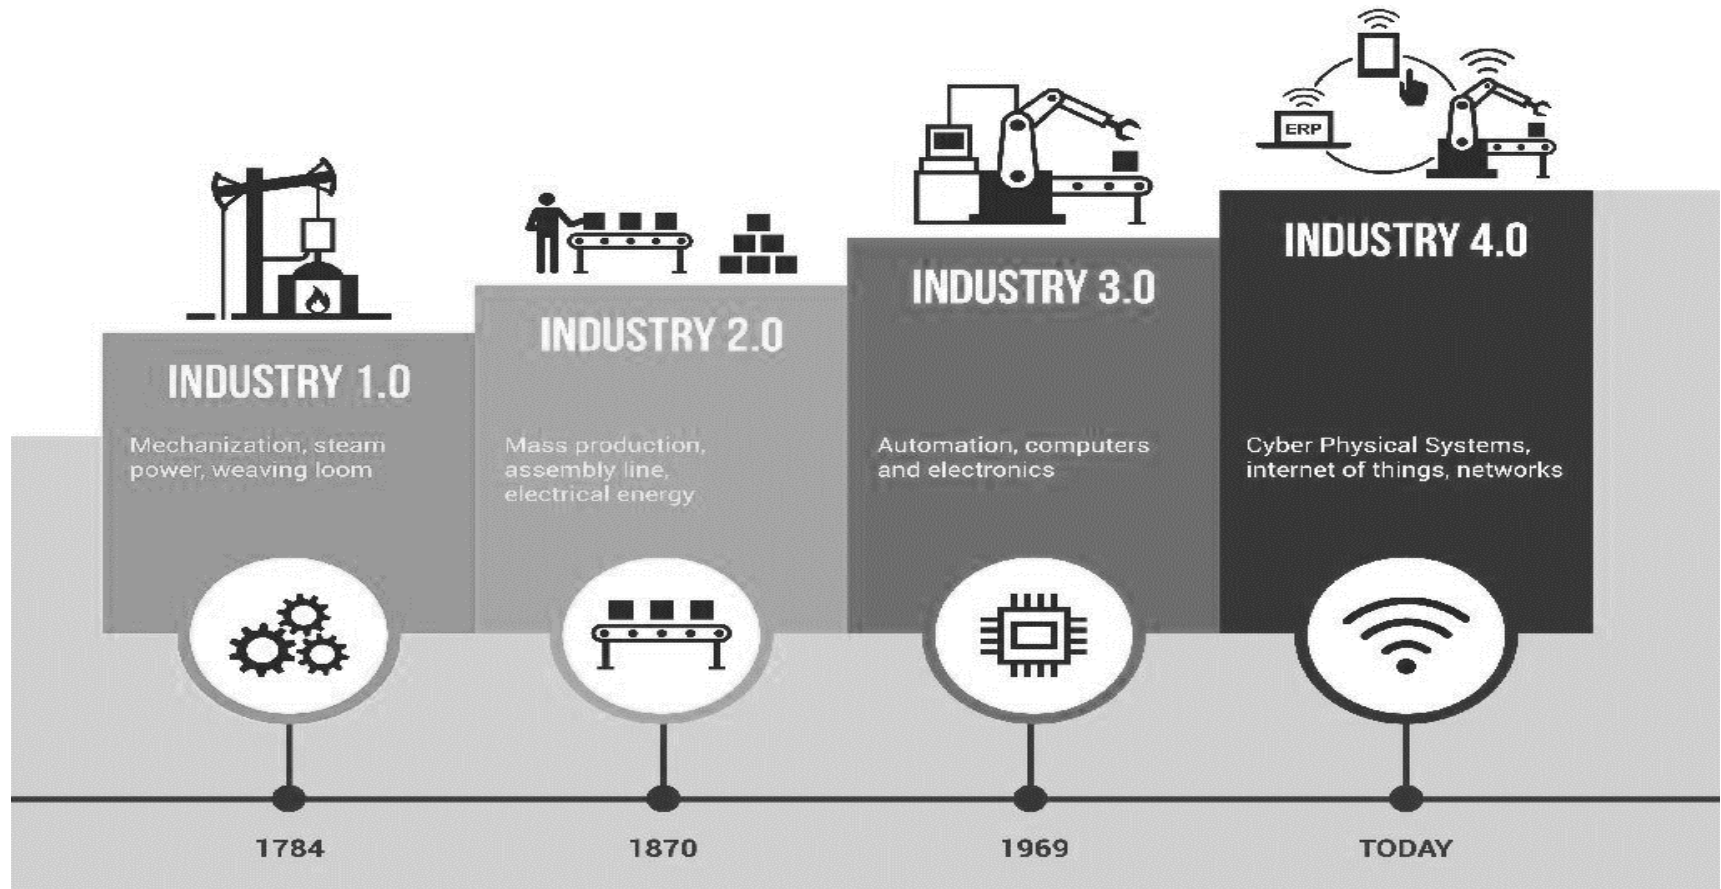 ERP
INDUSTRY 1.0
Mechanization, steam
power, weaving loom
INDUSTRY 2.0
Mass production,
assembly line,
electrical energy
INDUSTRY 3.0
Automation, computers
and electronics
INDUSTRY 4.0
Cyber Physical Systems,
internet of things, networks
1784
1870
1969
TODAY